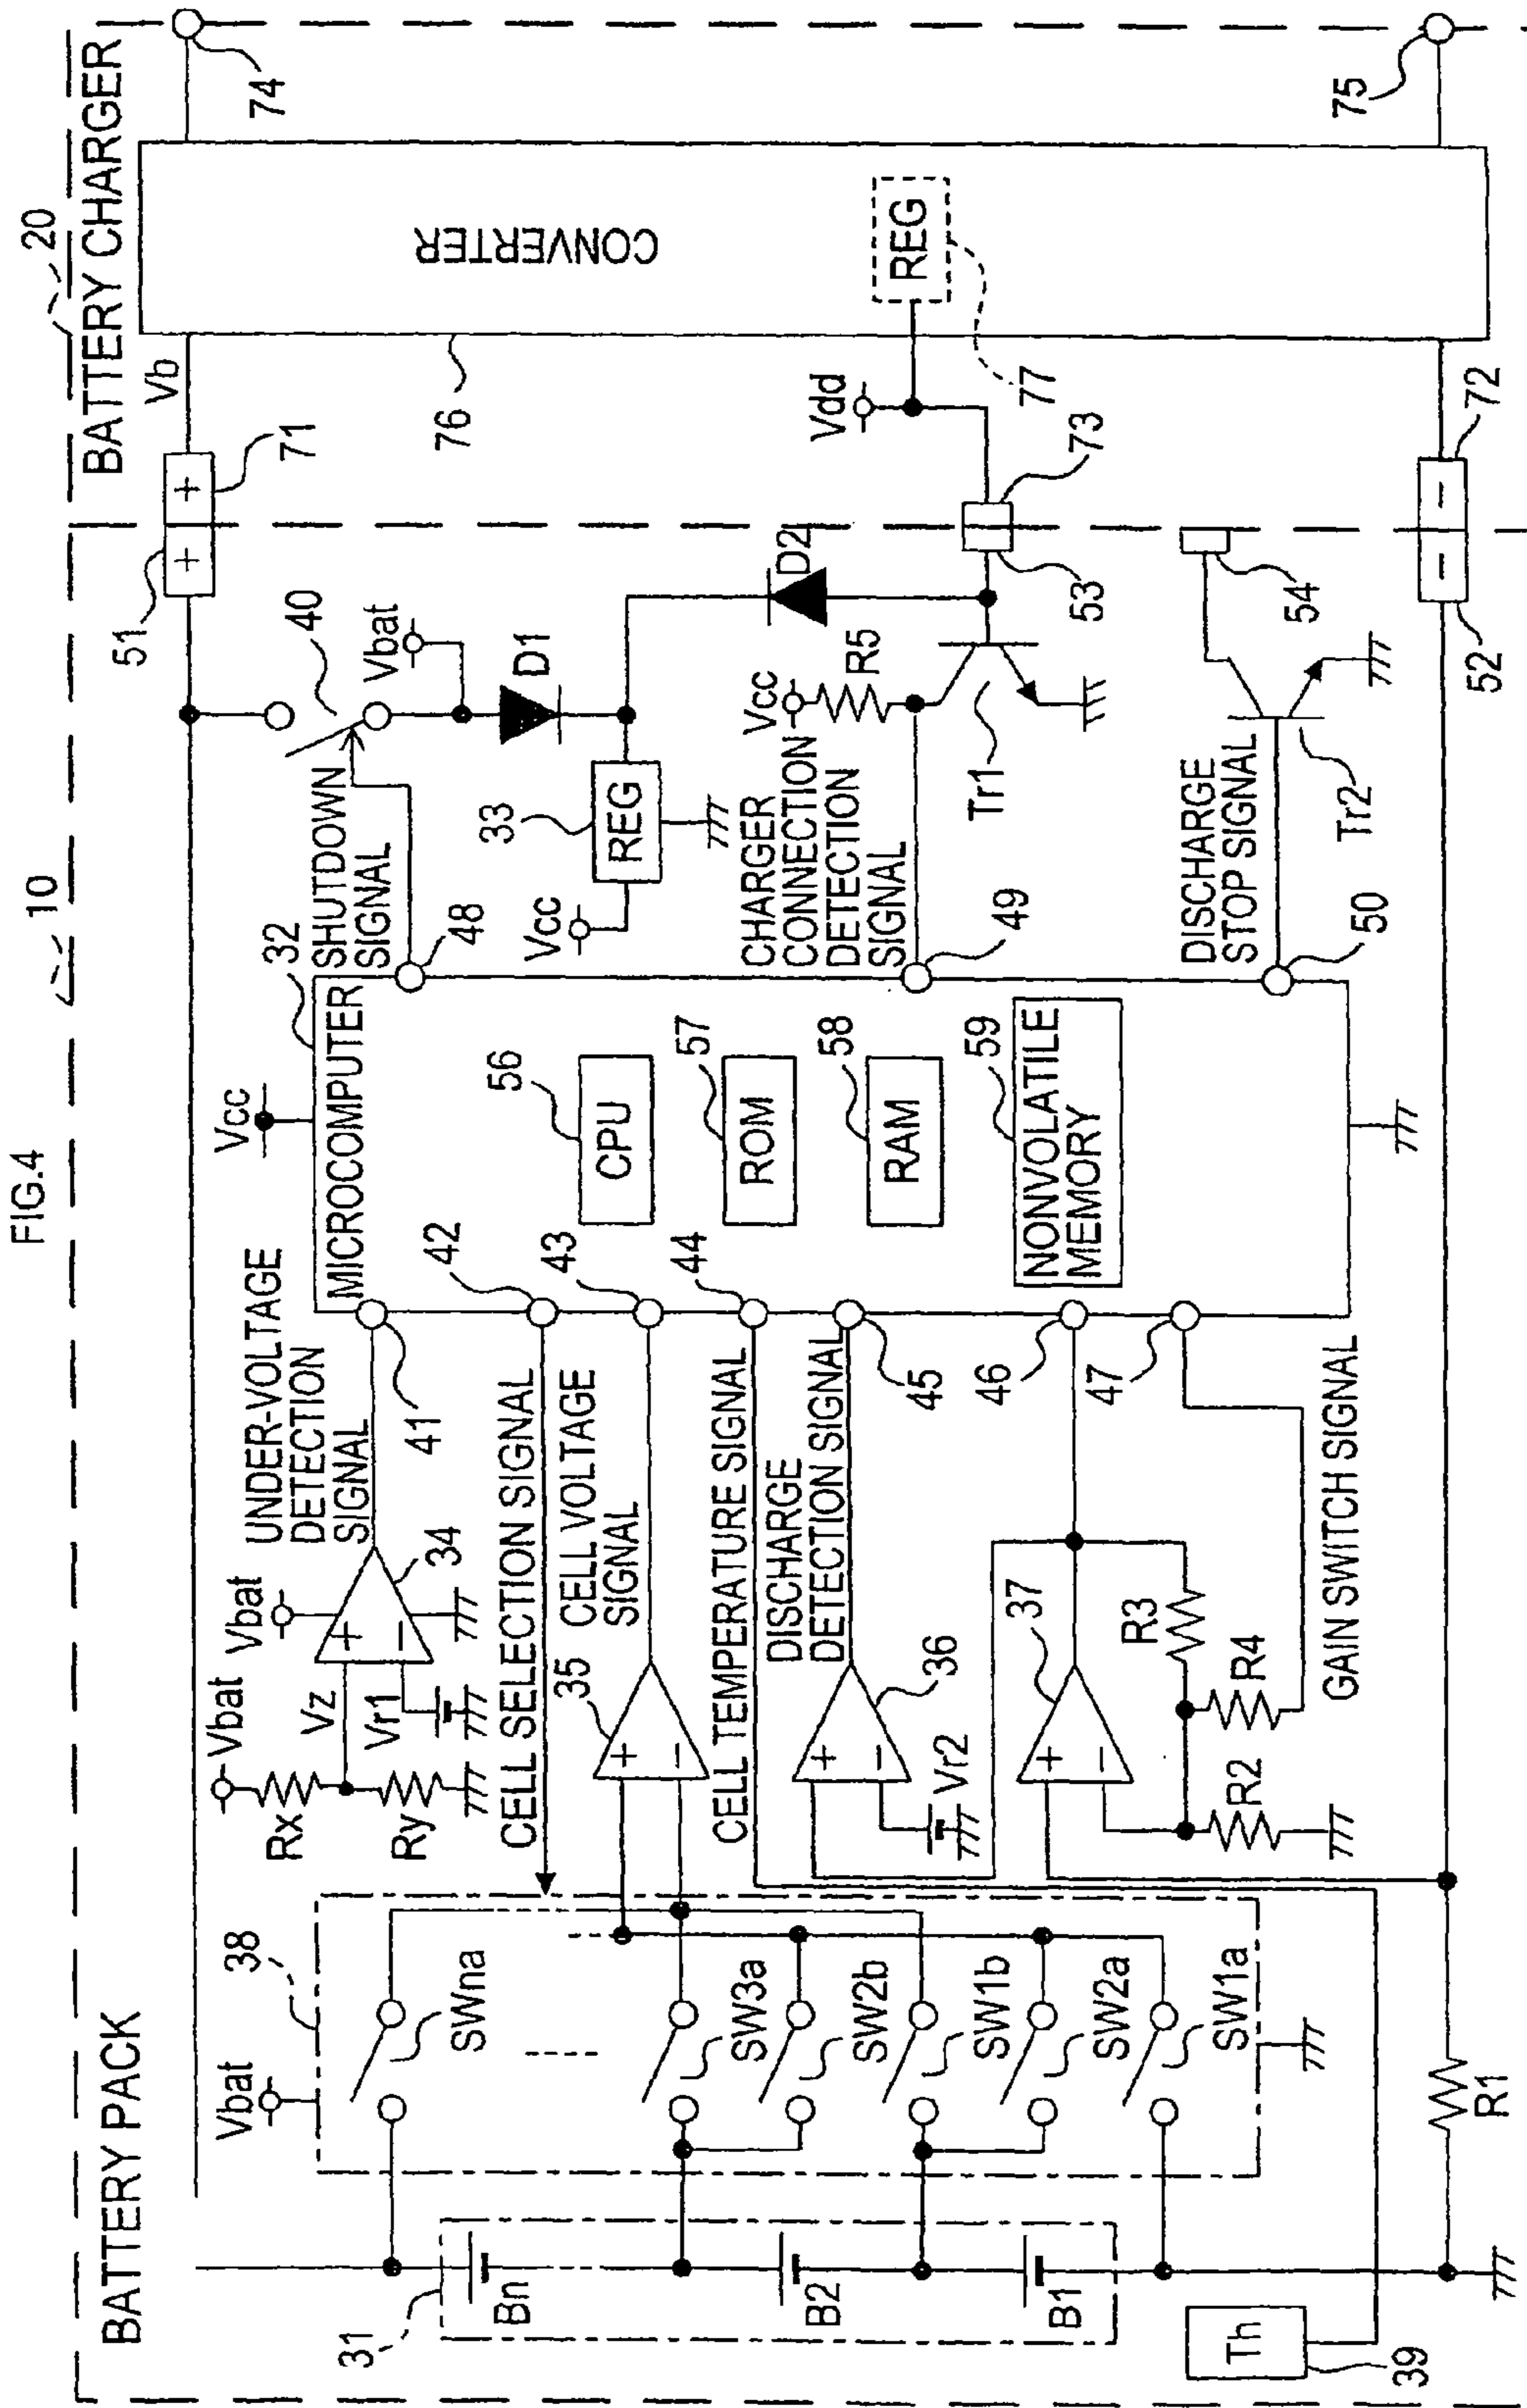 FIG.4
10
20
BATTERY PACK
BATTERY CHARGER
51
+
+
71
Vb
74
Vbat
38
SWna
SW3a
SW2b
SW1b
SW2a
SW1a
31
Bn
B2
B1
Th
39
R1
Vbat
Rx
Ry
Vz
Vr1
Vbat
+
−
34
UNDER-VOLTAGE
DETECTION
SIGNAL
41
CELL SELECTION SIGNAL
42
35
+
−
CELL VOLTAGE
SIGNAL
43
CELL TEMPERATURE SIGNAL
44
DISCHARGE
DETECTION SIGNAL
45
+
−
36
Vr2
37
+
−
46
R3
R2
R4
47
GAIN SWITCH SIGNAL
Vcc
32
MICROCOMPUTER
56
CPU
57
ROM
58
RAM
59
NONVOLATILE
MEMORY
SHUTDOWN
SIGNAL
48
40
Vbat
D1
33
REG
Vcc
D2
CHARGER
CONNECTION
DETECTION
SIGNAL
49
Vcc
R5
Tr1
53
73
Vdd
77
REG
76
CONVERTER
DISCHARGE
STOP SIGNAL
50
Tr2
54
52
−
−
72
75